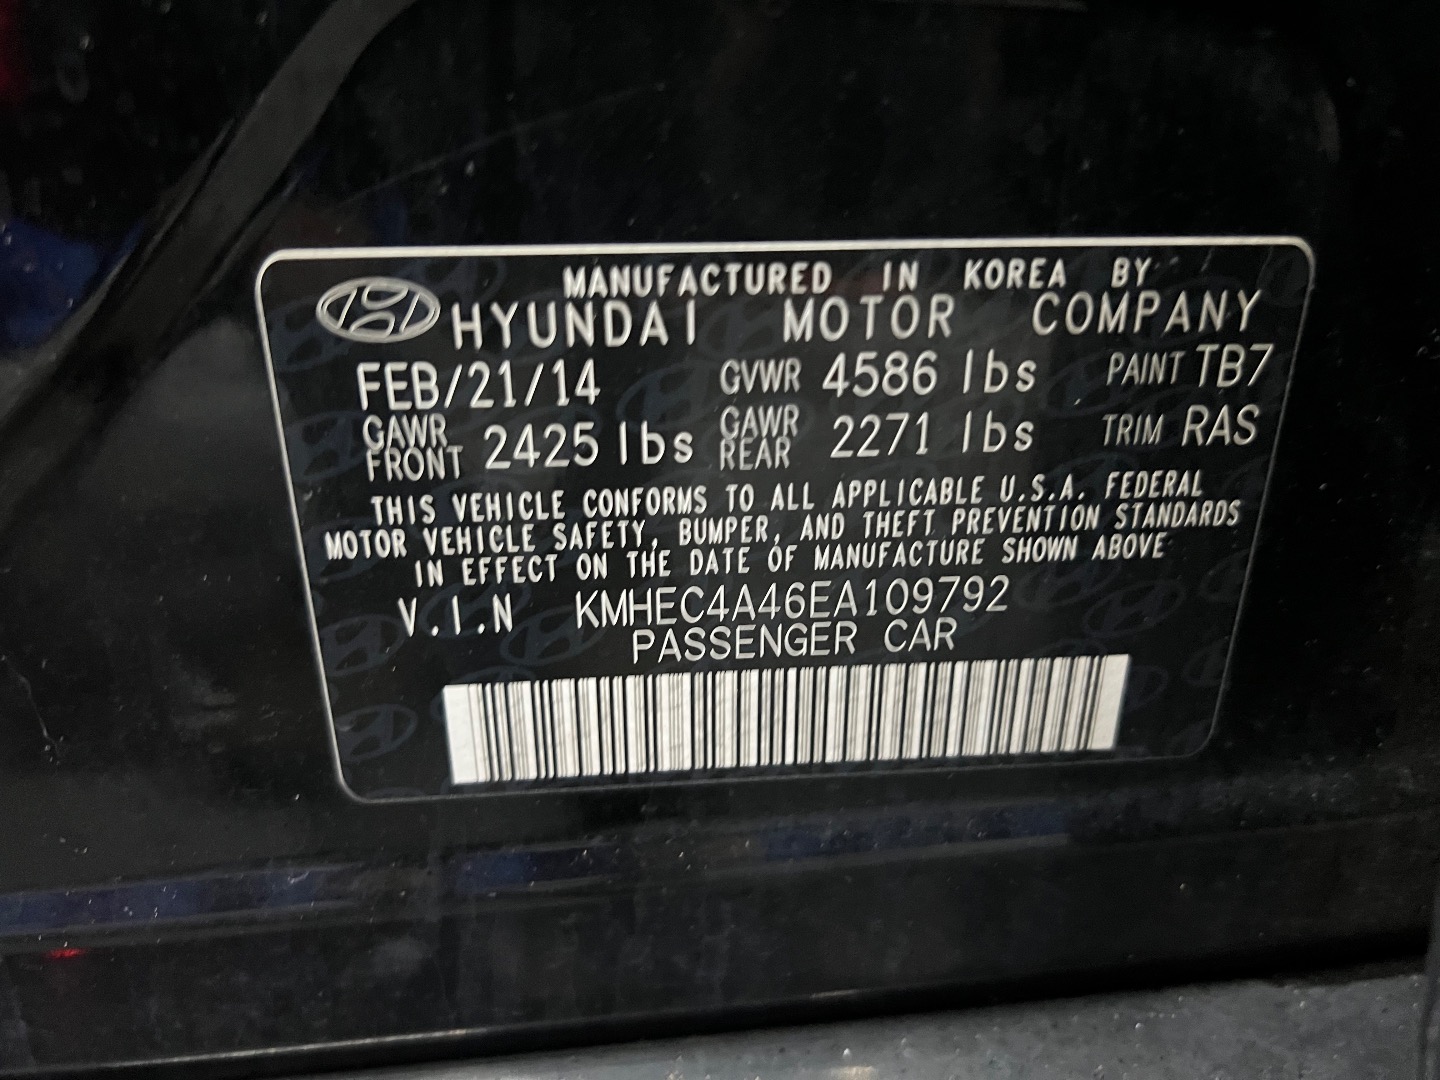 MANUFACTURED IN KOREA BY
HYUNDAI MOTOR COMPANY
FEB/21/14 GVWR 4586 lbs PAINT TB7
GAWR FRONT 2425 lbs GAWR REAR 2271 lbs TRIM RAS
THIS VEHICLE CONFORMS TO ALL APPLICABLE U.S.A. FEDERAL
MOTOR VEHICLE SAFETY, BUMPER, AND THEFT PREVENTION STANDARDS
IN EFFECT ON THE DATE OF MANUFACTURE SHOWN ABOVE
V.I.N KMHEC4A46EA109792
PASSENGER CAR